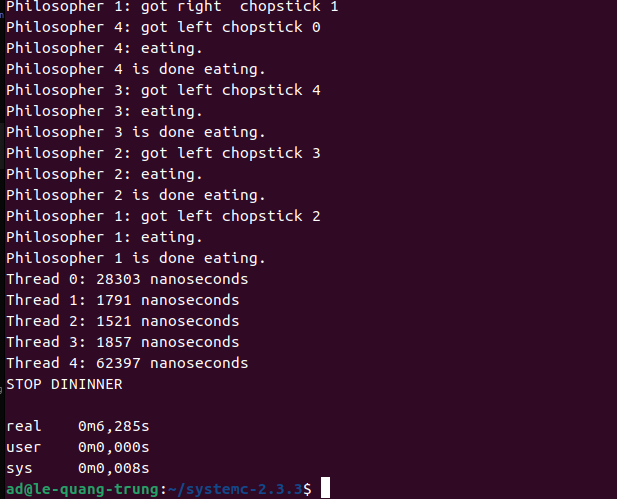 Philosopher 1: got right  chopstick 1
Philosopher 4: got left chopstick 0
Philosopher 4: eating.
Philosopher 4 is done eating.
Philosopher 3: got left chopstick 4
Philosopher 3: eating.
Philosopher 3 is done eating.
Philosopher 2: got left chopstick 3
Philosopher 2: eating.
Philosopher 2 is done eating.
Philosopher 1: got left chopstick 2
Philosopher 1: eating.
Philosopher 1 is done eating.
Thread 0: 28303 nanoseconds
Thread 1: 1791 nanoseconds
Thread 2: 1521 nanoseconds
Thread 3: 1857 nanoseconds
Thread 4: 62397 nanoseconds
STOP DININNER
real    0m6,285s
user    0m0,000s
sys     0m0,008s
ad@le-quang-trung:~/systemc-2.3.3$